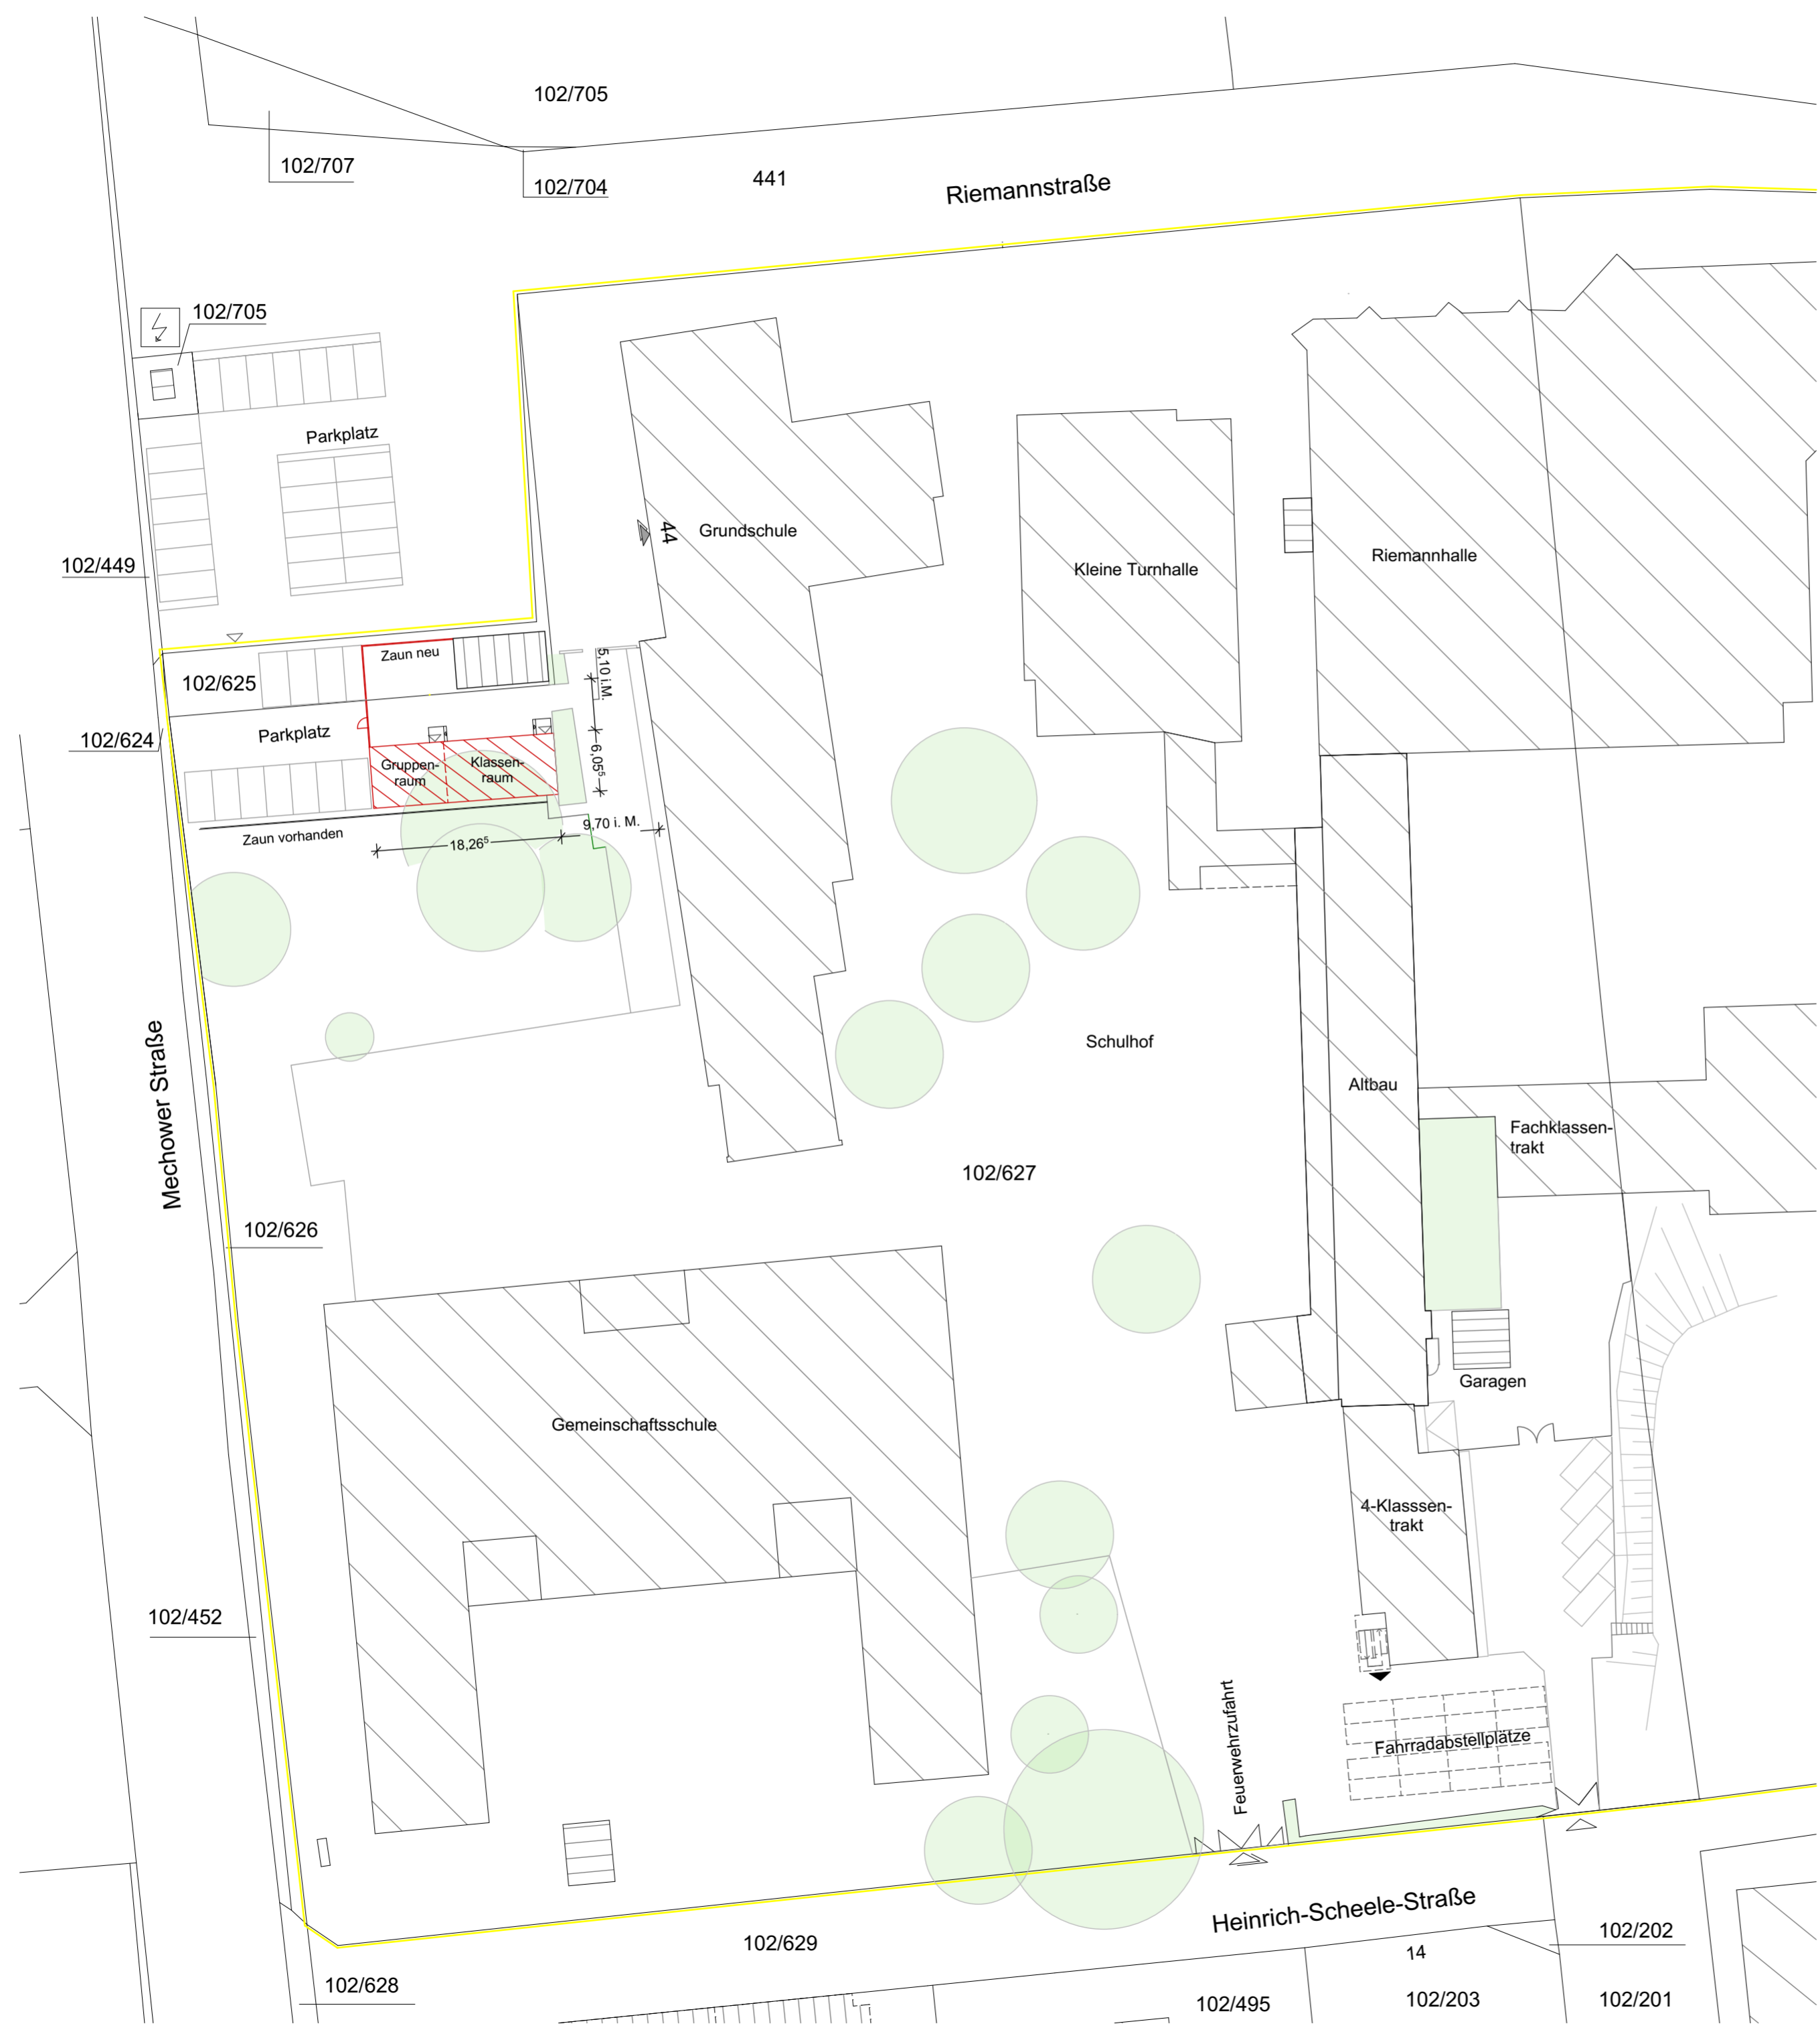 102/705
102/707
102/704
441
Riemannstraße
102/705
Parkplatz
44
Grundschule
Kleine Turnhalle
Riemannhalle
102/449
Zaun neu
5,10 i.M.
102/625
102/624
Parkplatz
Gruppen-
raum
Klassen-
raum
6,05⁵
Zaun vorhanden
18,26⁵
9,70 i. M.
Mechower Straße
Schulhof
Altbau
Fachklassen-
trakt
102/627
102/626
Garagen
Gemeinschaftsschule
4-Klasssen-
trakt
102/452
Feuerwehrzufahrt
Fahrradabstellplätze
Heinrich-Scheele-Straße
102/629
102/202
14
102/628
102/495
102/203
102/201